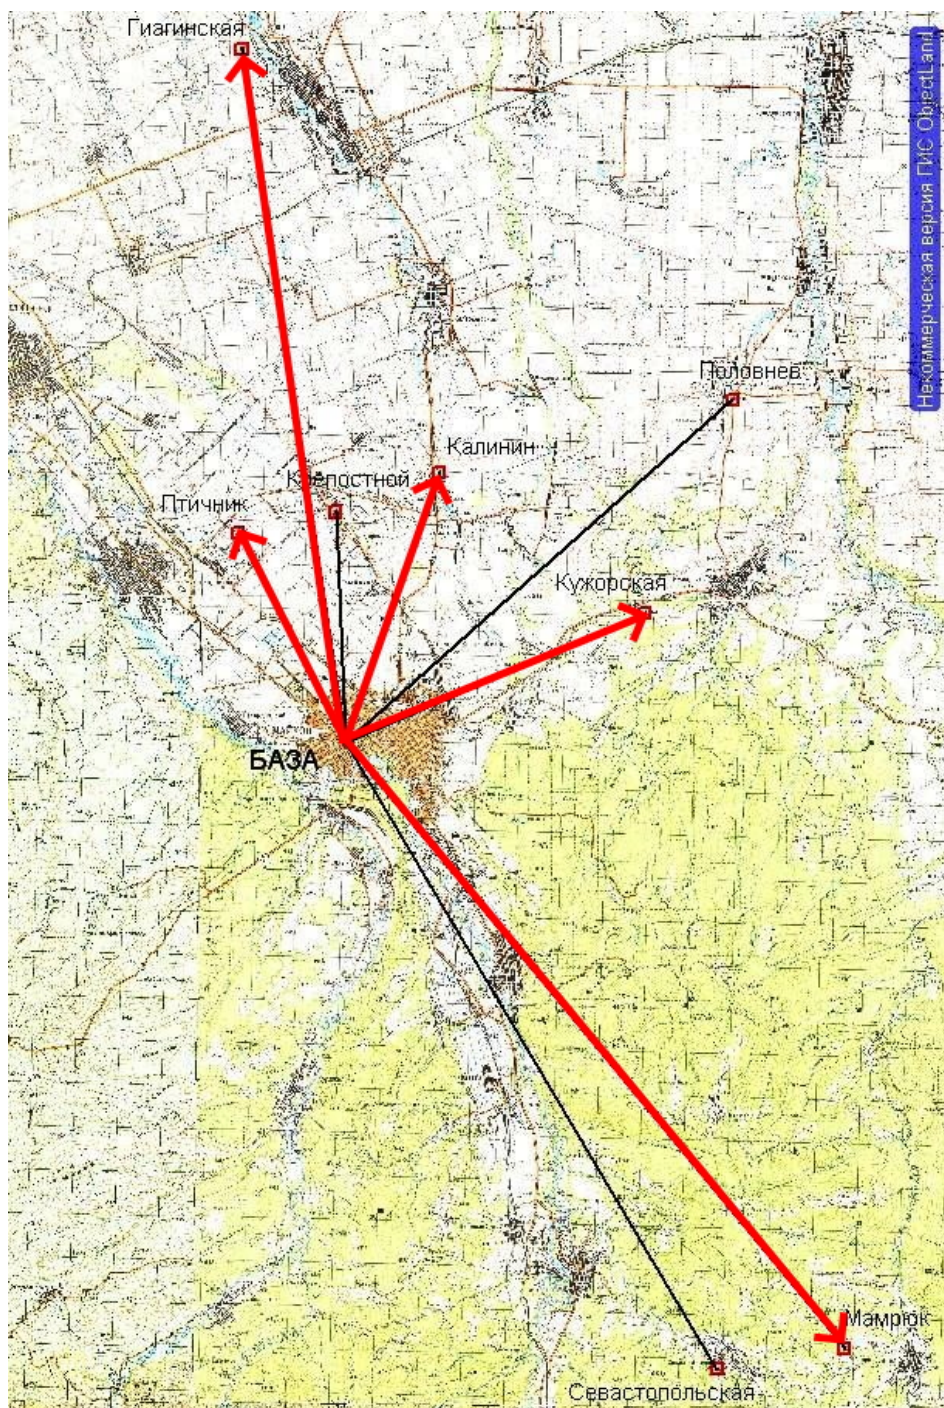 Гиагинская
Некоммерческая версия ГИС ObjectLand
Половнев
Калинин
Крепостной
Птичник
Кужорская
БАЗА
Мамрюк
Севастопольская